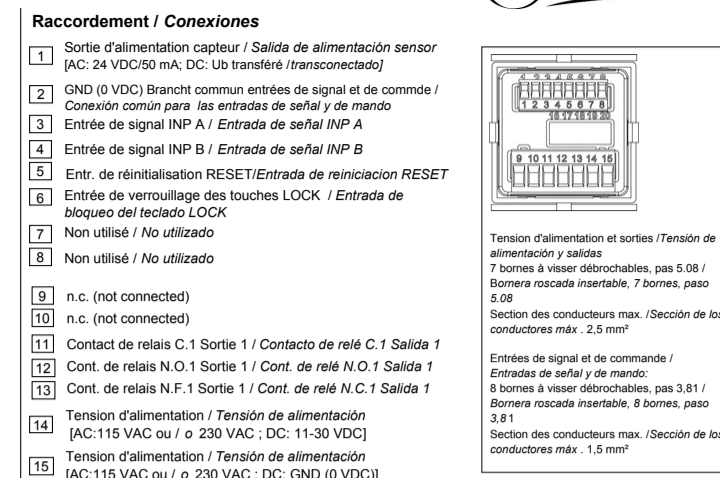 Raccordement / Conexiones
1 Sortie d'alimentation capteur / Salida de alimentación sensor
[AC: 24 VDC/50 mA; DC: Ub transféré /transconectado]
2 GND (0 VDC) Brancht commun entrées de signal et de commde /
Conexión común para las entradas de señal y de mando
3 Entrée de signal INP A / Entrada de señal INP A
4 Entrée de signal INP B / Entrada de señal INP B
5 Entr. de réinitialisation RESET/Entrada de reiniciacion RESET
6 Entrée de verrouillage des touches LOCK / Entrada de
bloqueo del teclado LOCK
7 Non utilisé / No utilizado
8 Non utilisé / No utilizado
9 n.c. (not connected)
10 n.c. (not connected)
11 Contact de relais C.1 Sortie 1 / Contacto de relé C.1 Salida 1
12 Cont. de relais N.O.1 Sortie 1 / Cont. de relé N.O.1 Salida 1
13 Cont. de relais N.F.1 Sortie 1 / Cont. de relé N.C.1 Salida 1
14 Tension d'alimentation / Tensión de alimentación
[AC:115 VAC ou / o 230 VAC ; DC: 11-30 VDC]
15 Tension d'alimentation / Tensión de alimentación
[AC:115 VAC ou / o 230 VAC ; DC: GND (0 VDC)]
1 2 3 4 5 6 7 8
1 2 3 4 5 6 7 8
16 17 18 19 20
9 10 11 12 13 14 15
Tension d'alimentation et sorties /Tensión de
alimentación y salidas
7 bornes à visser débrochables, pas 5.08 /
Bornera roscada insertable, 7 bornes, paso
5.08
Section des conducteurs max. /Sección de los
conductores máx . 2,5 mm²
Entrées de signal et de commande /
Entradas de señal y de mando:
8 bornes à visser débrochables, pas 3,81 /
Bornera roscada insertable, 8 bornes, paso
3,81
Section des conducteurs max. /Sección de los
conductores máx . 1,5 mm²